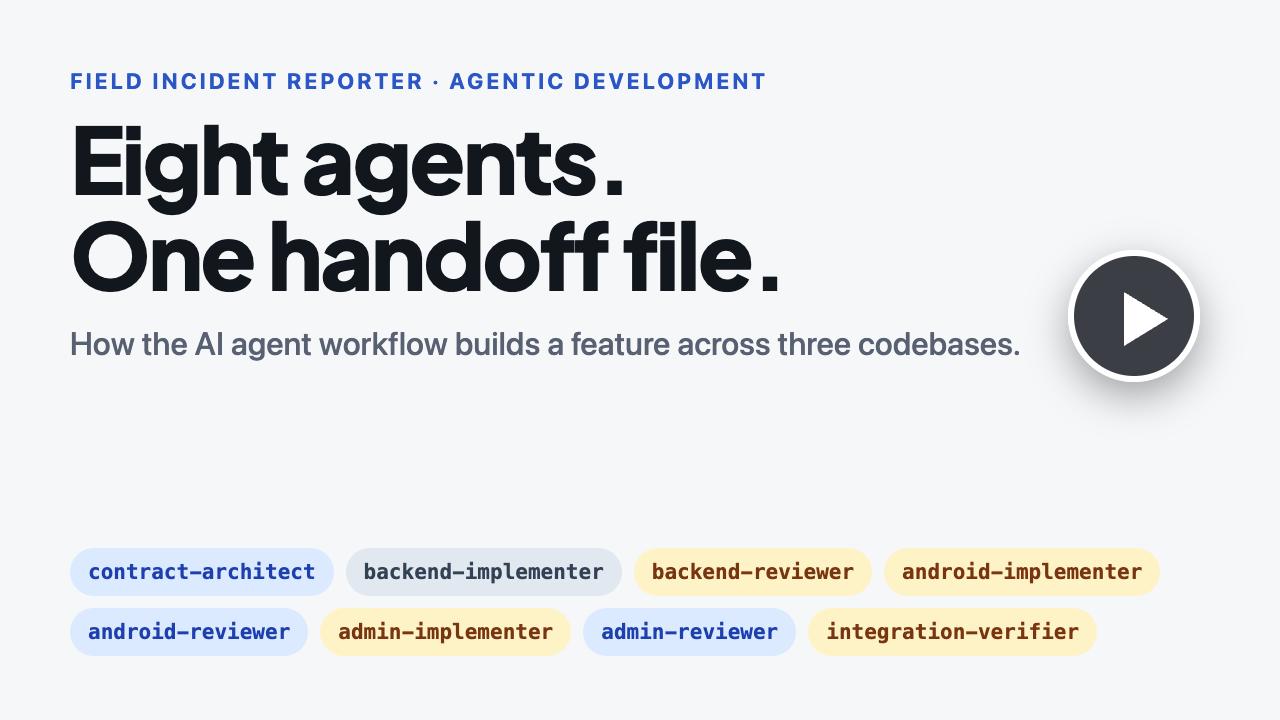 FIELD INCIDENT REPORTER · AGENTIC DEVELOPMENT
Eight agents.
One handoff file.
How the AI agent workflow builds a feature across three codebases.
contract-architect backend-implementer backend-reviewer android-implementer
android-reviewer admin-implementer admin-reviewer integration-verifier